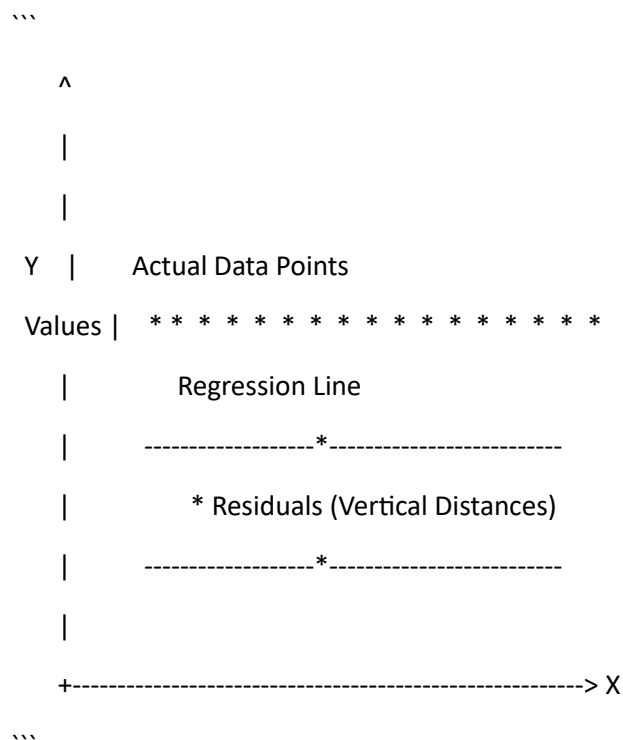 ```
^
|
|
Y | Actual Data Points
Values | * * * * * * * * * * * * * * * * *
| Regression Line
| -------------------*--------------------------
| * Residuals (Vertical Distances)
| -------------------*--------------------------
|
+---------------------------------------------------------> X
```